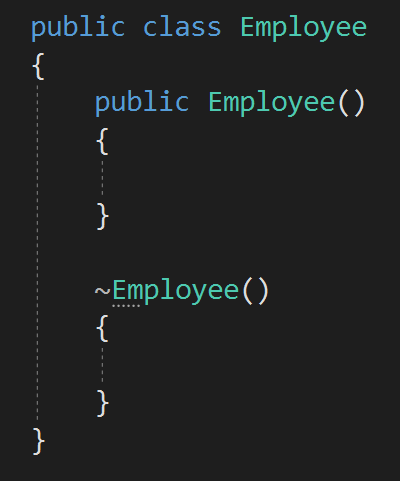 public class Employee
{
    public Employee()
    {

    }

    ~Employee()
    {

    }
}